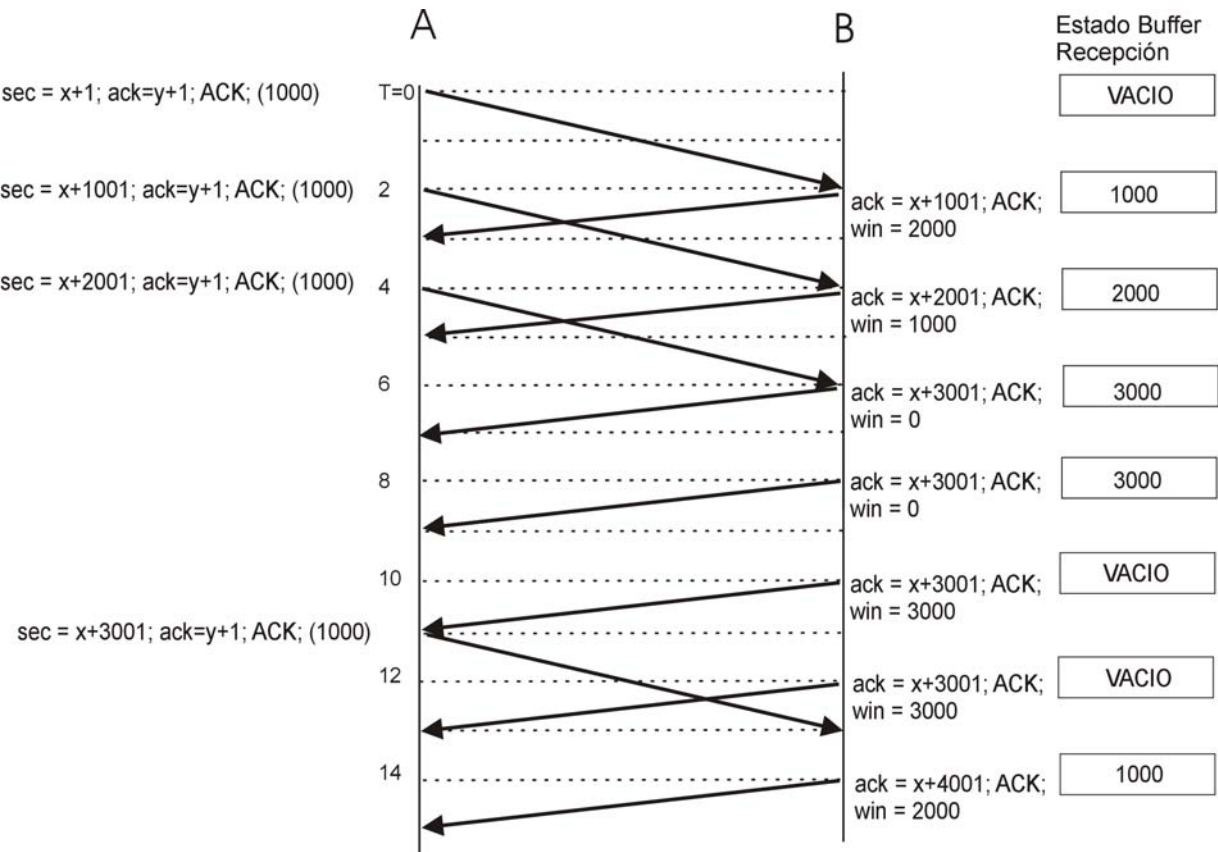 A
B
Estado Buffer
Recepción
sec = x+1; ack=y+1; ACK; (1000)
T=0
VACIO
sec = x+1001; ack=y+1; ACK; (1000)
2
ack = x+1001; ACK;
win = 2000
1000
sec = x+2001; ack=y+1; ACK; (1000)
4
ack = x+2001; ACK;
win = 1000
2000
6
ack = x+3001; ACK;
win = 0
3000
8
ack = x+3001; ACK;
win = 0
3000
10
ack = x+3001; ACK;
win = 3000
VACIO
sec = x+3001; ack=y+1; ACK; (1000)
12
ack = x+3001; ACK;
win = 3000
VACIO
14
ack = x+4001; ACK;
win = 2000
1000